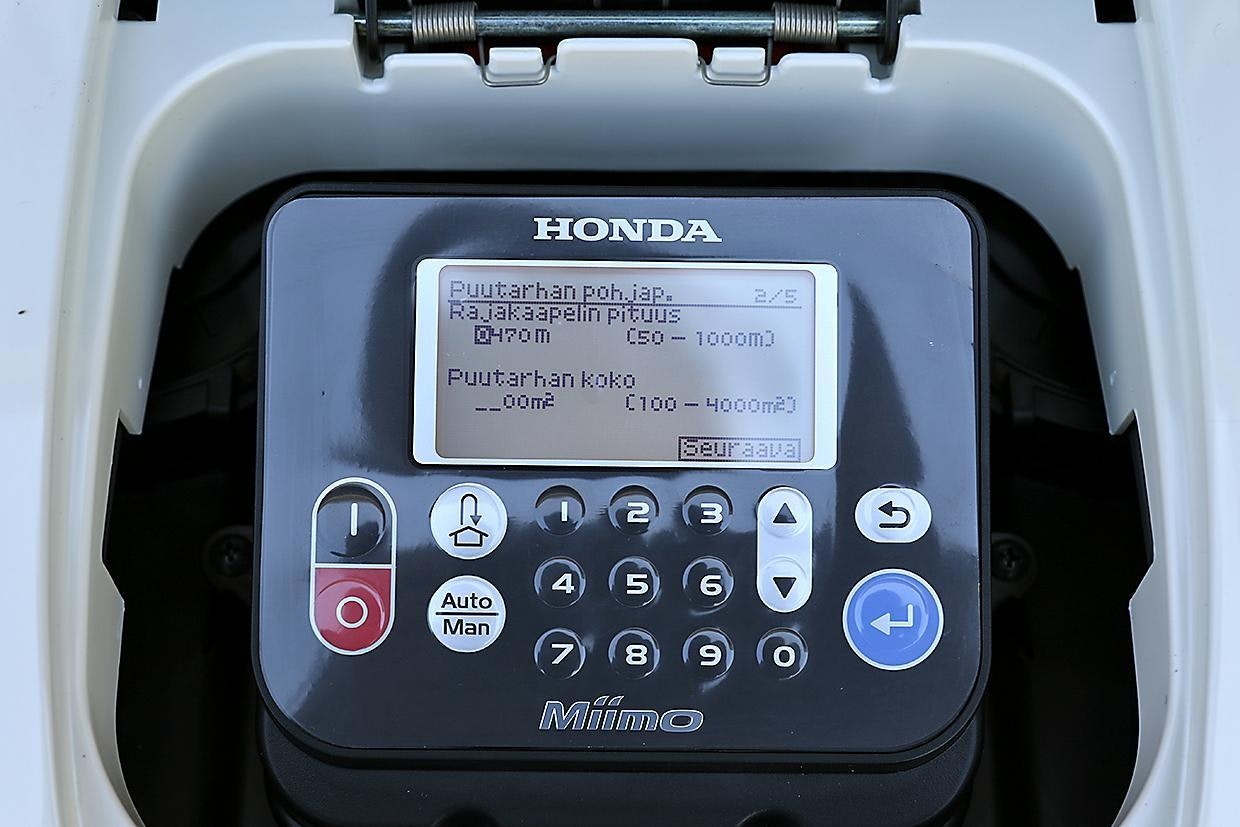 HONDA
Puutarhan pohjap. 2/5
Rajakaapelin pituus
0470m (50 - 1000m)
Puutarhan koko
__00m² (100 - 4000m²)
Seuraava
1 2 3
4 5 6
Auto
Man
7 8 9 0
Miimo